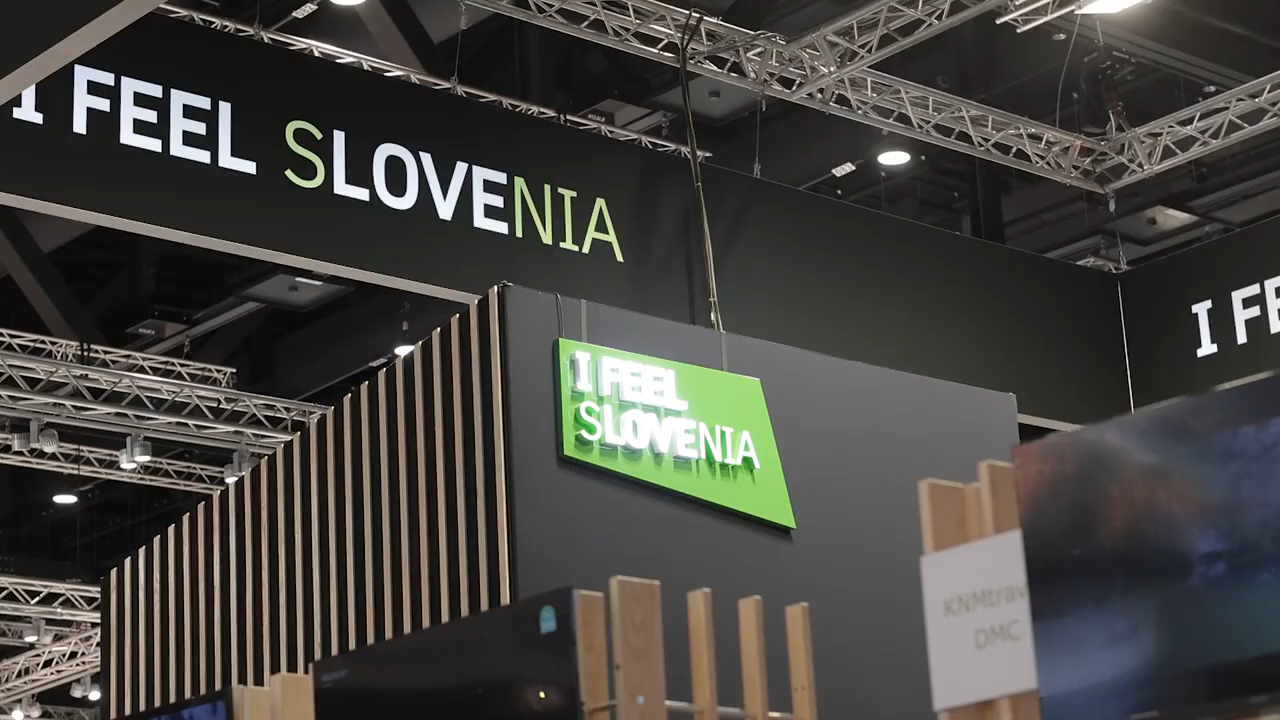 I FEEL SLOVENIA
I FE
I FEEL
SLOVENIA
KNMtrav
DMC